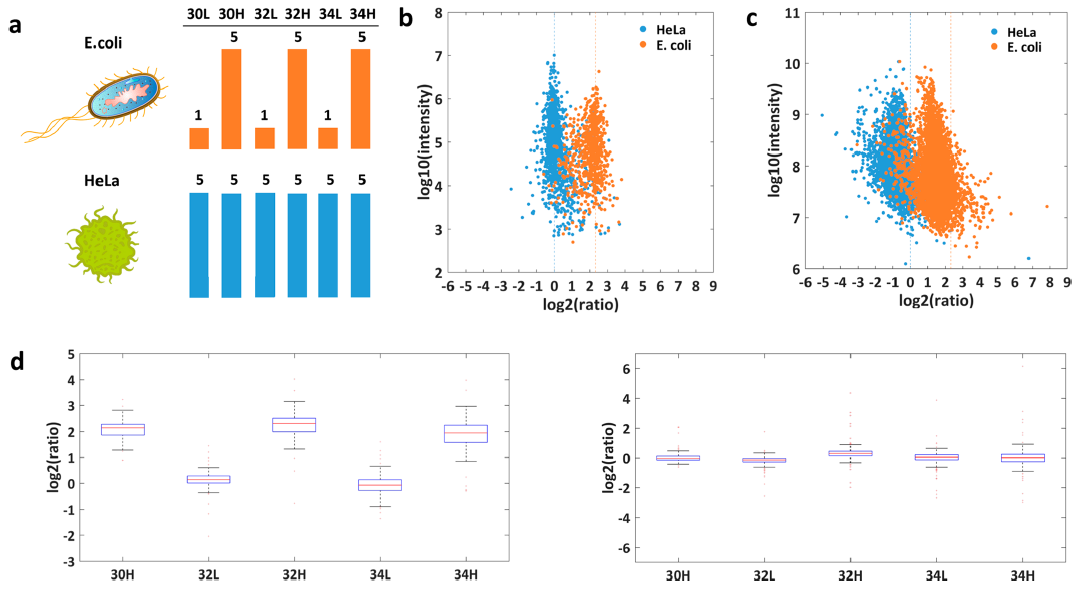 a
30L 30H 32L 32H 34L 34H
E.coli
5 5 5
1 1 1
HeLa
5 5 5 5 5 5
b
HeLa
E. coli
8
7
6
5
4
3
2
log10(intensity)
-6 -5 -4 -3 -2 -1 0 1 2 3 4 5 6 7 8 9
log2(ratio)
c
HeLa
E. coli
11
10
9
8
7
6
log10(intensity)
-6 -5 -4 -3 -2 -1 0 1 2 3 4 5 6 7 8 9
log2(ratio)
d
5
4
3
2
1
0
-1
-2
-3
log2(ratio)
30H 32L 32H 34L 34H
6
4
2
0
-2
-4
-6
log2(ratio)
30H 32L 32H 34L 34H